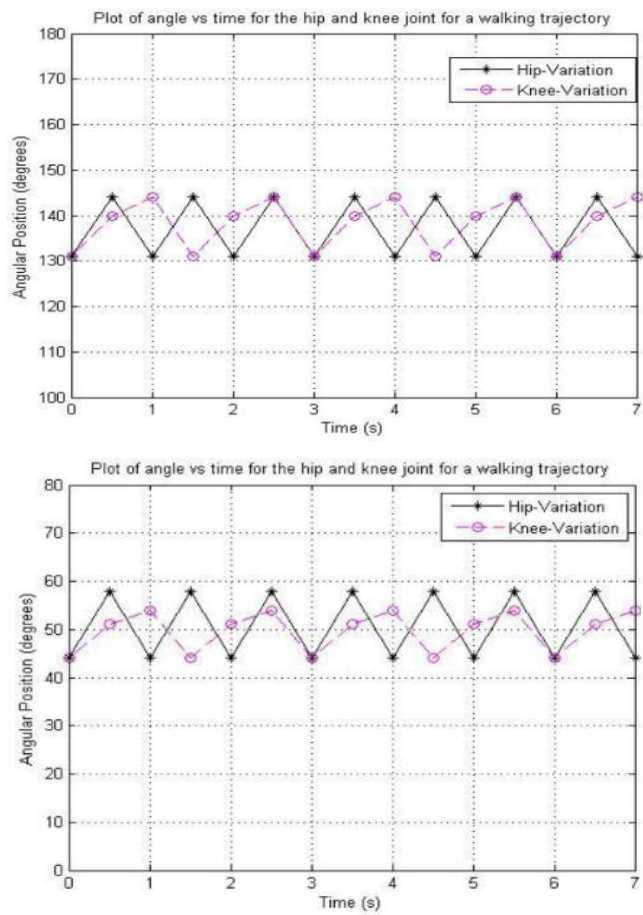 Plot of angle vs time for the hip and knee joint for a walking trajectory
180
170
160
150
140
130
120
110
100
Angular Position (degrees)
Hip-Variation
Knee-Variation
0 1 2 3 4 5 6 7
Time (s)
Plot of angle vs time for the hip and knee joint for a walking trajectory
80
70
60
50
40
30
20
10
0
Angular Position (degrees)
Hip-Variation
Knee-Variation
0 1 2 3 4 5 6 7
Time (s)